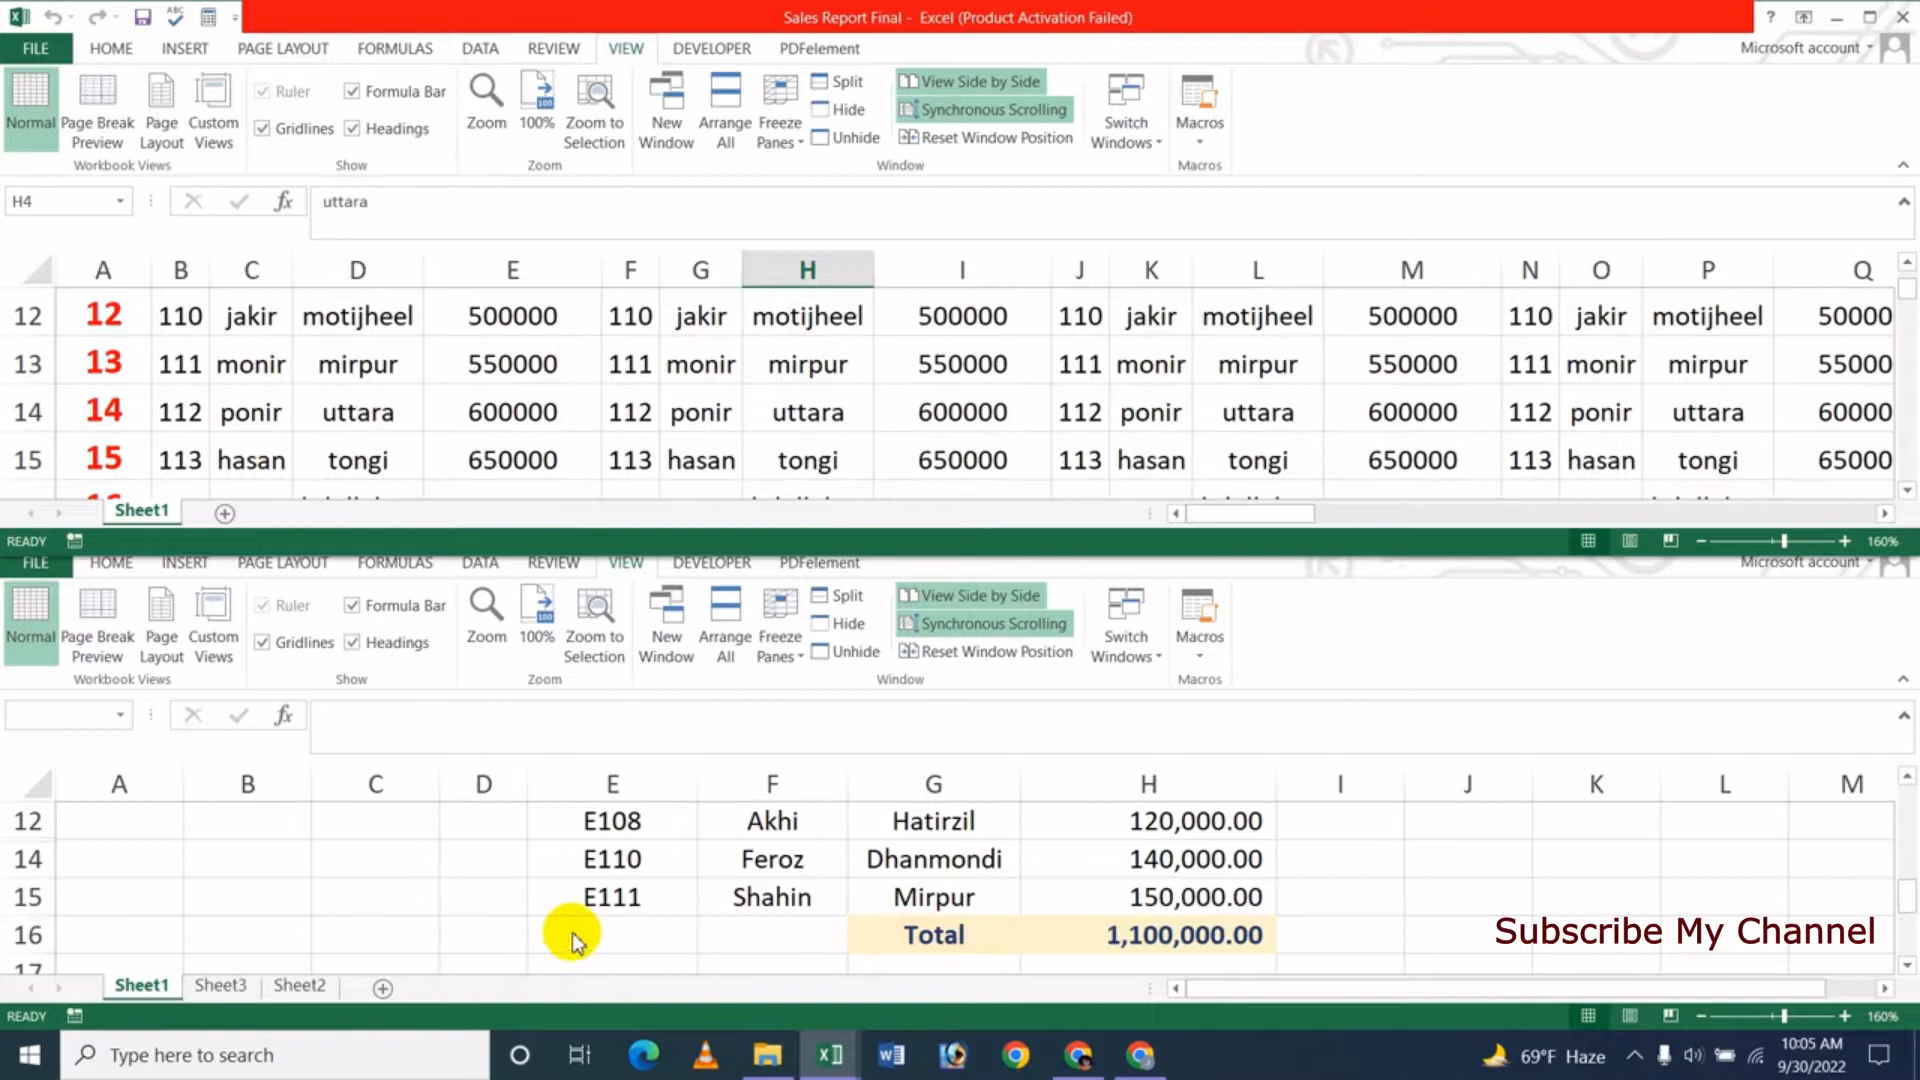 Sales Report Final - Excel (Product Activation Failed)
FILE HOME INSERT PAGE LAYOUT FORMULAS DATA REVIEW VIEW DEVELOPER PDFelement Microsoft account
Ruler Formula Bar Split View Side by Side
Gridlines Headings Hide Synchronous Scrolling
Unhide Reset Window Position
Normal Page Break Preview Page Layout Custom Views Zoom 100% Zoom to Selection New Window Arrange All Freeze Panes Switch Windows Macros
Workbook Views Show Zoom Window Macros
H4 fx uttara
A B C D E F G H I J K L M N O P Q
12 12 110 jakir motijheel 500000 110 jakir motijheel 500000 110 jakir motijheel 500000 110 jakir motijheel 50000
13 13 111 monir mirpur 550000 111 monir mirpur 550000 111 monir mirpur 550000 111 monir mirpur 55000
14 14 112 ponir uttara 600000 112 ponir uttara 600000 112 ponir uttara 600000 112 ponir uttara 60000
15 15 113 hasan tongi 650000 113 hasan tongi 650000 113 hasan tongi 650000 113 hasan tongi 65000
Sheet1
READY 160%
FILE HOME INSERT PAGE LAYOUT FORMULAS DATA REVIEW VIEW DEVELOPER PDFelement Microsoft account
Ruler Formula Bar Split View Side by Side
Gridlines Headings Hide Synchronous Scrolling
Unhide Reset Window Position
Normal Page Break Preview Page Layout Custom Views Zoom 100% Zoom to Selection New Window Arrange All Freeze Panes Switch Windows Macros
Workbook Views Show Zoom Window Macros
fx
A B C D E F G H I J K L M
12 E108 Akhi Hatirzil 120,000.00
14 E110 Feroz Dhanmondi 140,000.00
15 E111 Shahin Mirpur 150,000.00
16 Total 1,100,000.00
Subscribe My Channel
17
Sheet1 Sheet3 Sheet2
READY 160%
Type here to search 69°F Haze 10:05 AM
9/30/2022